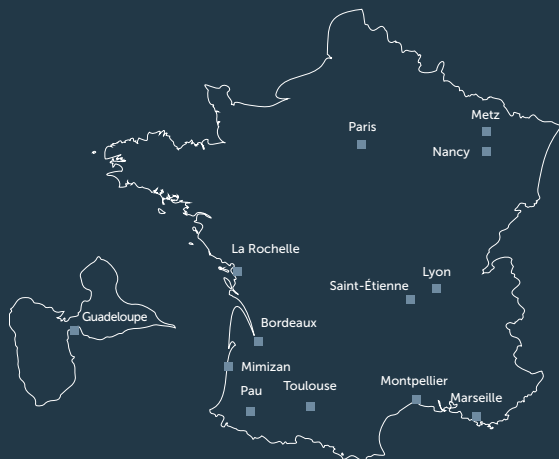 Metz
Paris
Nancy
La Rochelle
Lyon
Saint-Étienne
Guadeloupe
Bordeaux
Mimizan
Montpellier
Toulouse
Pau
Marseille